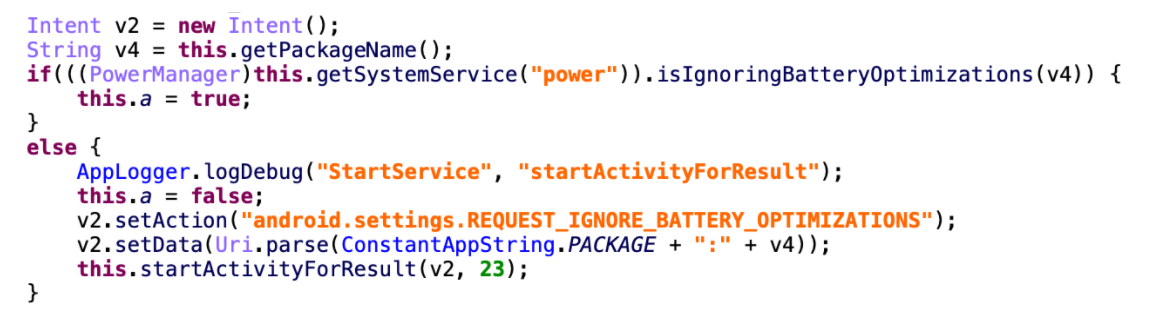 Intent v2 = new Intent();
String v4 = this.getPackageName();
if(((PowerManager)this.getSystemService("power")).isIgnoringBatteryOptimizations(v4)) {
    this.a = true;
}
else {
    AppLogger.logDebug("StartService", "startActivityForResult");
    this.a = false;
    v2.setAction("android.settings.REQUEST_IGNORE_BATTERY_OPTIMIZATIONS");
    v2.setData(Uri.parse(ConstantAppString.PACKAGE + ":" + v4));
    this.startActivityForResult(v2, 23);
}